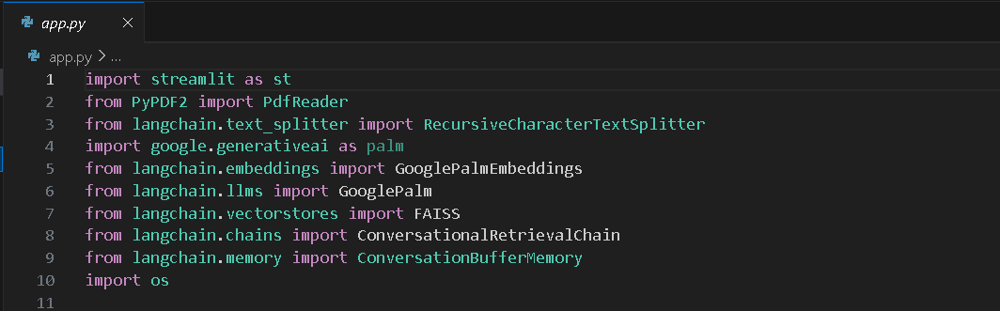 app.py
app.py > ...
1 import streamlit as st
2 from PyPDF2 import PdfReader
3 from langchain.text_splitter import RecursiveCharacterTextSplitter
4 import google.generativeai as palm
5 from langchain.embeddings import GooglePalmEmbeddings
6 from langchain.llms import GooglePalm
7 from langchain.vectorstores import FAISS
8 from langchain.chains import ConversationalRetrievalChain
9 from langchain.memory import ConversationBufferMemory
10 import os
11